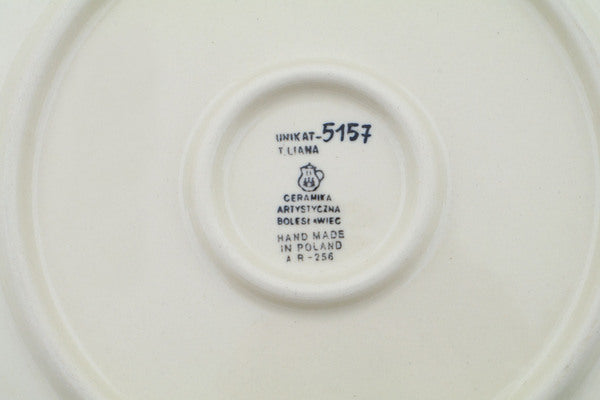 UNIKAT-5157
T.LIANA
CERAMIKA
ARTYSTYCZNA
BOLESŁAWIEC
HAND MADE
IN POLAND
A R - 256